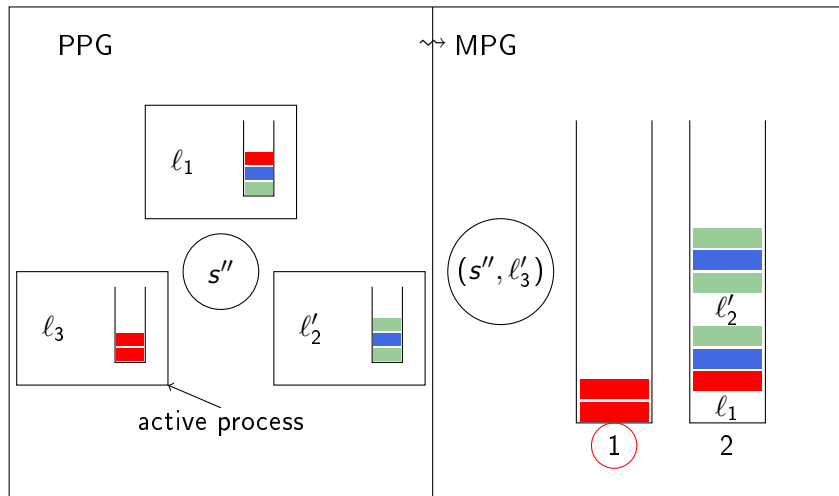 PPG
ℓ₁
s″
ℓ₃
ℓ′₂
active process
⇝ MPG
(s″, ℓ′₃)
ℓ′₂
ℓ₁
1
2